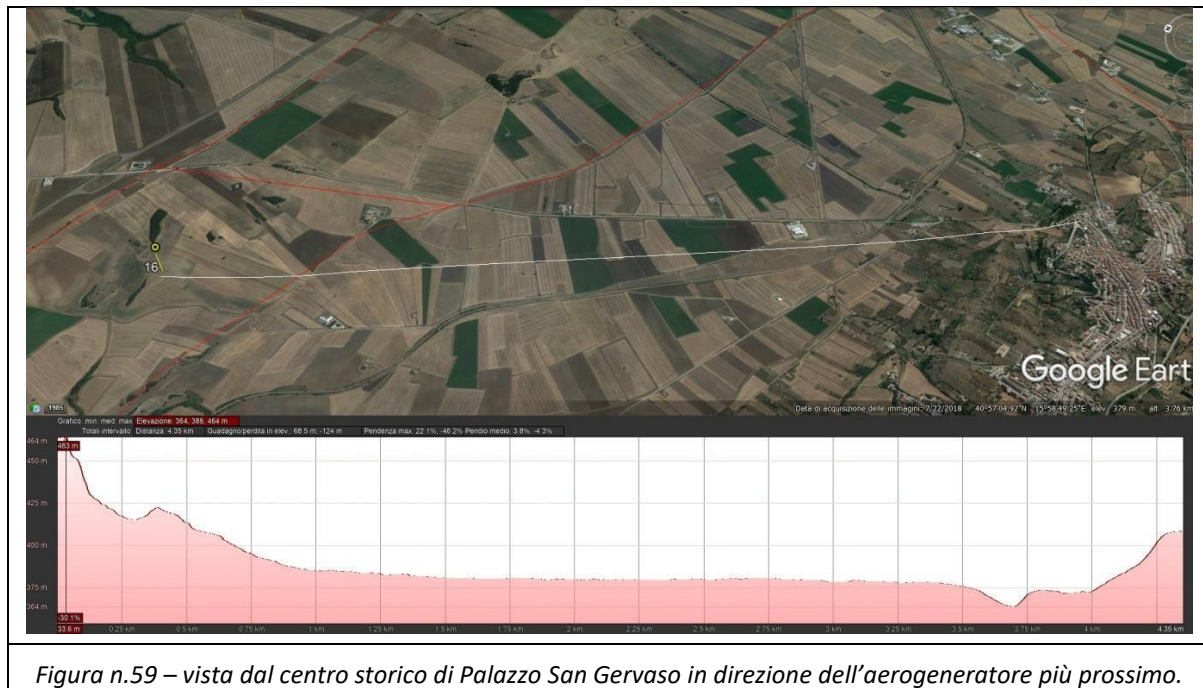 16
Google Eart
1985
Data di acquisizione delle immagini: 7/22/2018 40°57'04.92"N 15°58'49.25"E elev 379 m alt 3.76 km
Grafico: min, med, max Elevazione: 364, 388, 464 m
Totali intervallo: Distanza: 4.35 km Guadagno/perdita in elev.: 68.5 m, -124 m Pendenza max: 22.1%, -46.2% Pendio medio: 3.8%, -4.3%
464 m
463 m
450 m
425 m
400 m
375 m
364 m
33.6 m 0.25 km 0.5 km 0.75 km 1 km 1.25 km 1.5 km 1.75 km 2 km 2.25 km 2.5 km 2.75 km 3 km 3.25 km 3.5 km 3.75 km 4 km 4.35 km
Figura n.59 – vista dal centro storico di Palazzo San Gervaso in direzione dell'aerogeneratore più prossimo.